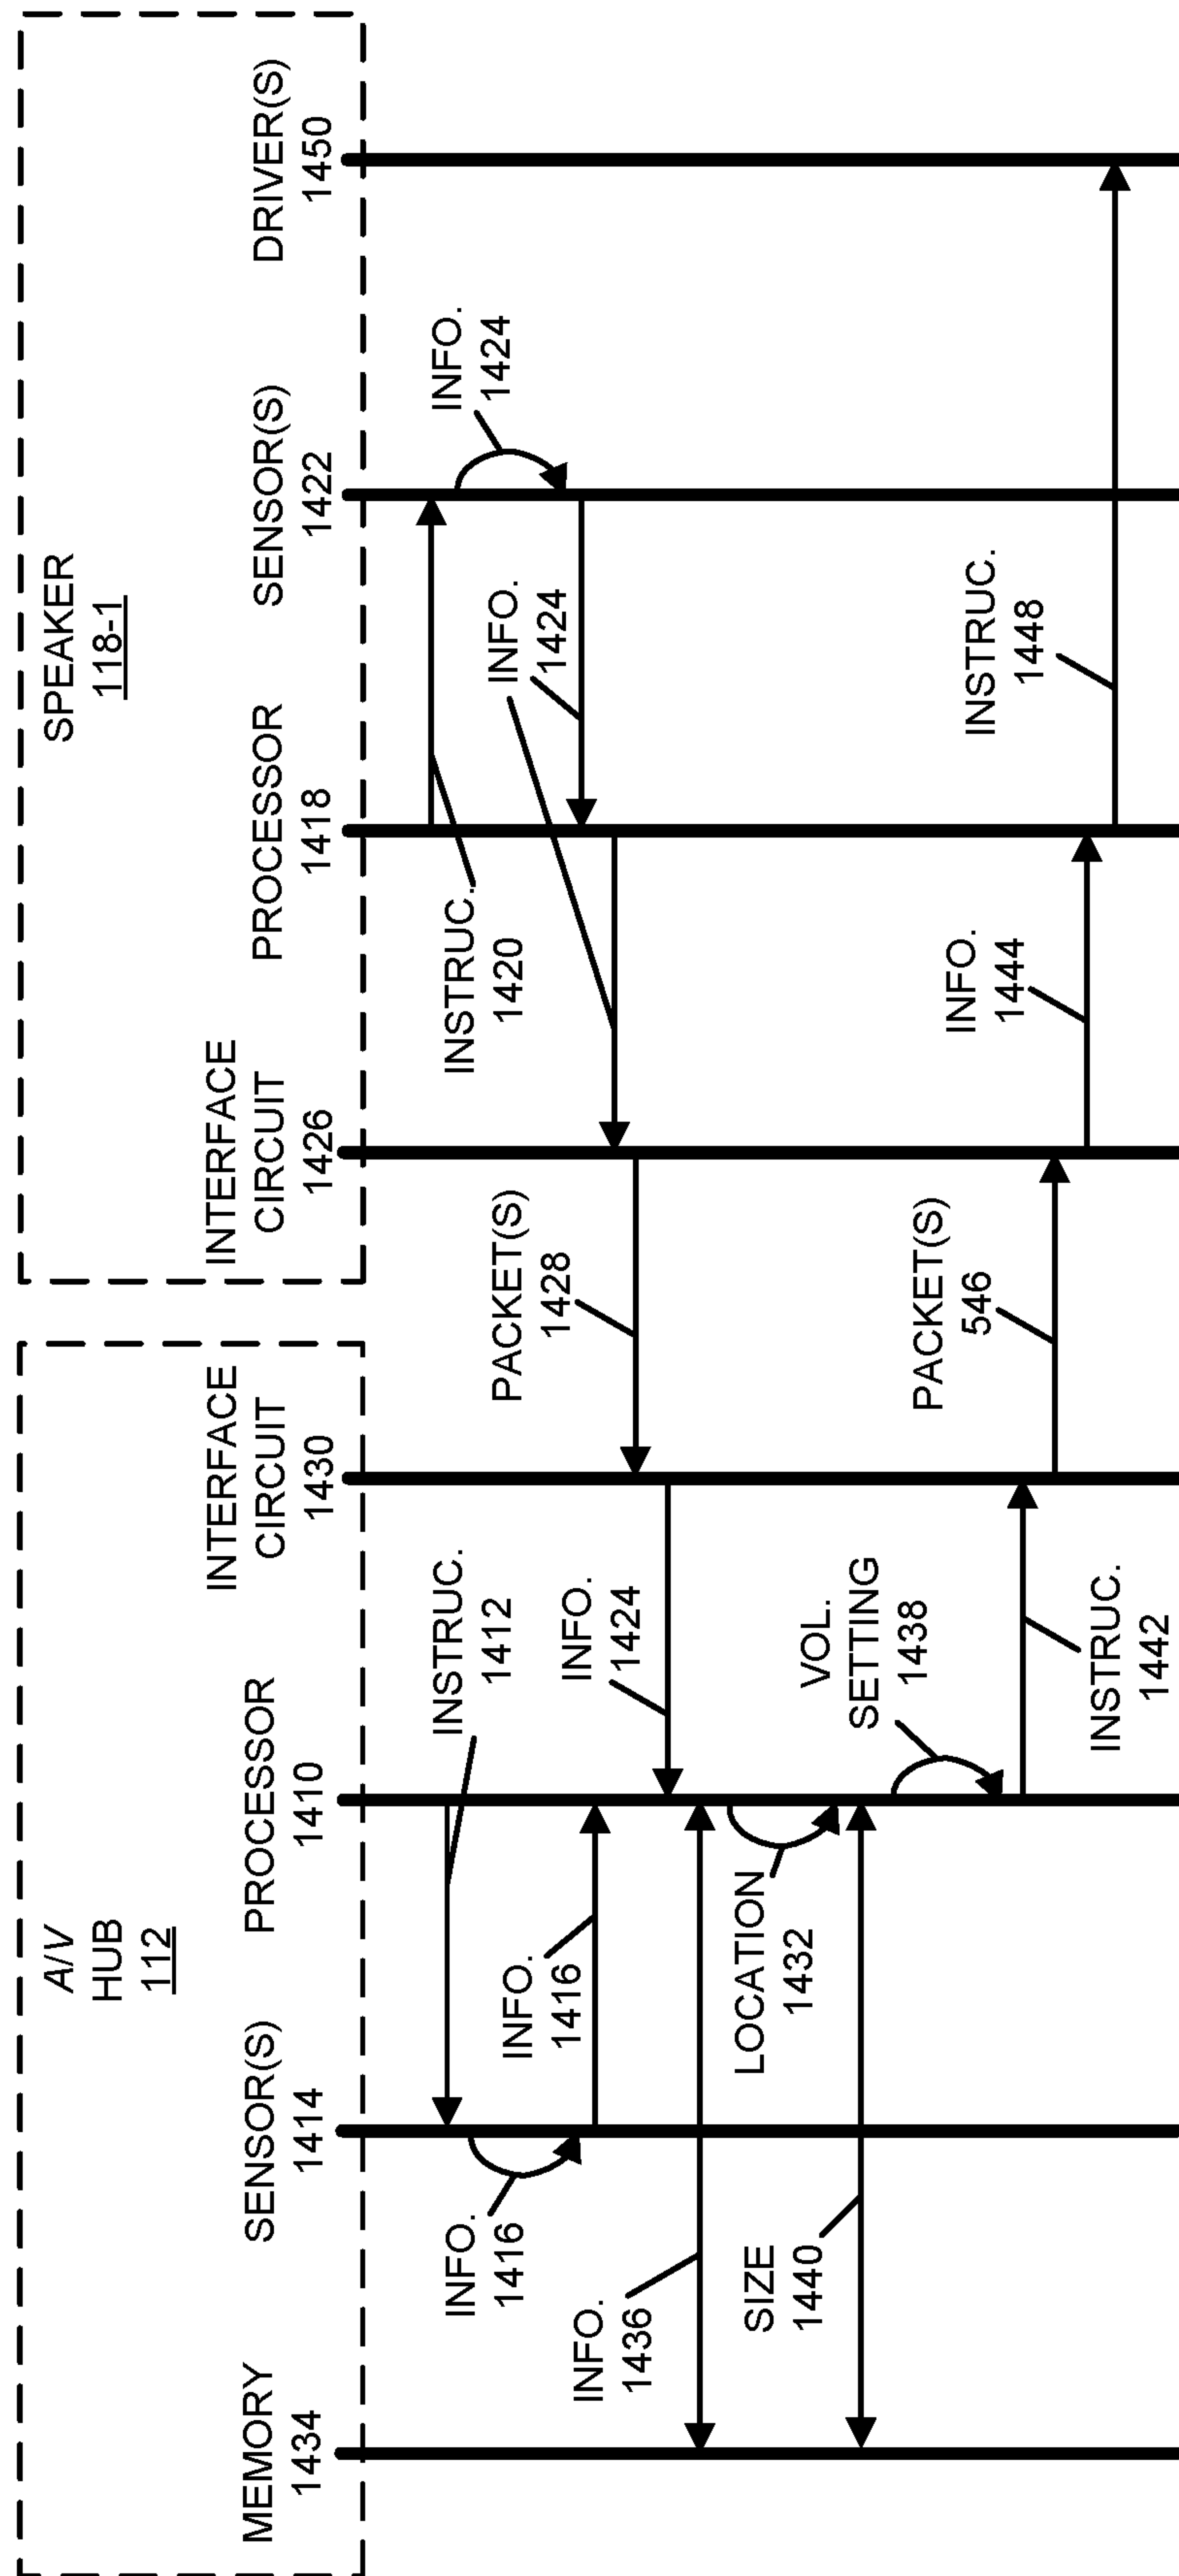 A/V
HUB
112
SPEAKER
118-1
MEMORY
1434
SENSOR(S)
1414
PROCESSOR
1410
INTERFACE
CIRCUIT
1430
INTERFACE
CIRCUIT
1426
PROCESSOR
1418
SENSOR(S)
1422
DRIVER(S)
1450
INSTRUC.
1412
INFO.
1416
INFO.
1416
INSTRUC.
1420
INFO.
1424
INFO.
1424
PACKET(S)
1428
INFO.
1424
INFO.
1436
LOCATION
1432
SIZE
1440
VOL.
SETTING
1438
INSTRUC.
1442
PACKET(S)
546
INFO.
1444
INSTRUC.
1448